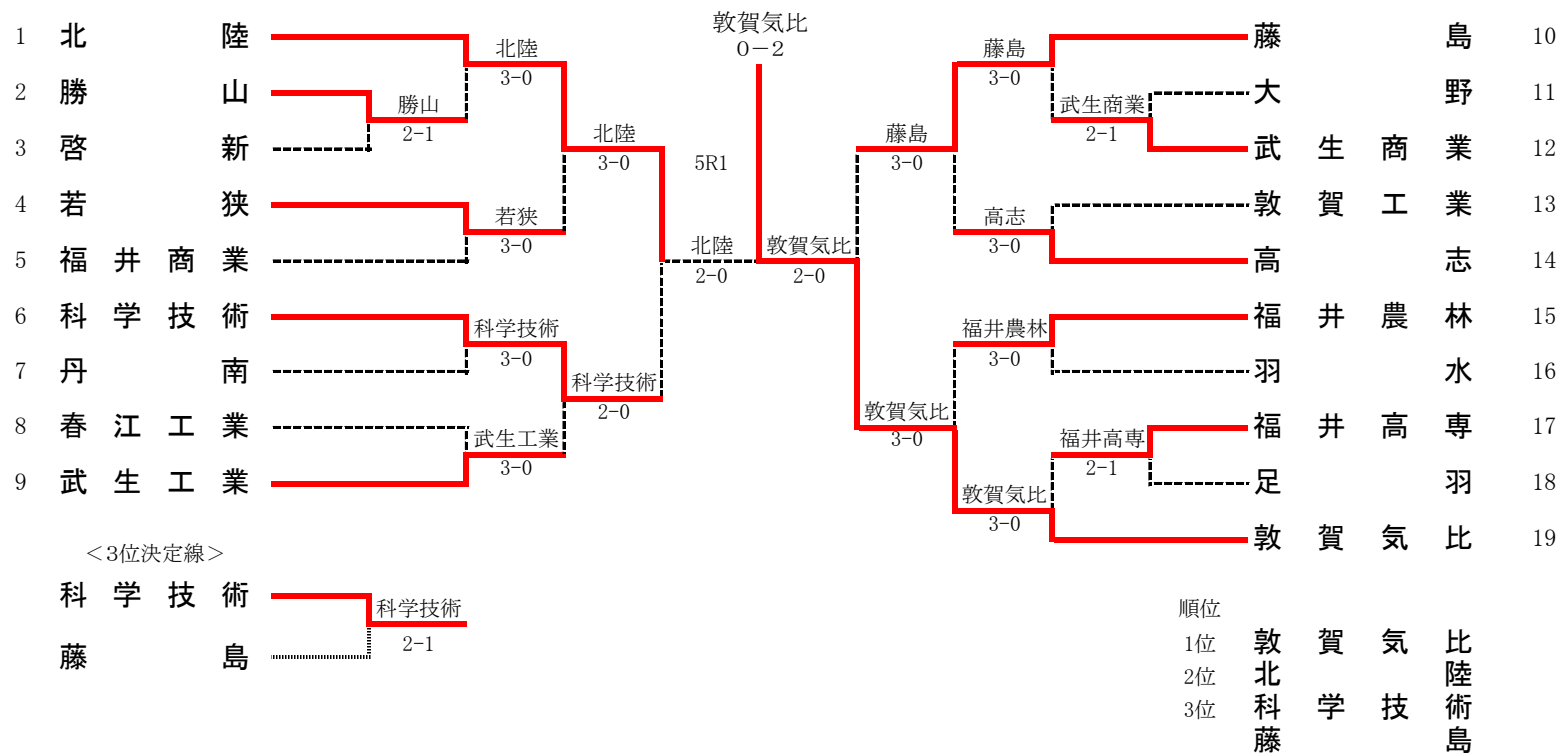 1 北陸
2 勝山
3 啓新
4 若狭
5 福井商業
6 科学技術
7 丹南
8 春江工業
9 武生工業
北陸
3-0
勝山
2-1
若狭
3-0
科学技術
3-0
武生工業
3-0
北陸
3-0
科学技術
2-0
北陸
2-0
5R1
敦賀気比
0－2
敦賀気比
2-0
藤島
3-0
敦賀気比
3-0
藤島
3-0
高志
3-0
福井農林
3-0
敦賀気比
3-0
武生商業
2-1
福井高専
2-1
藤島 10
大野 11
武生商業 12
敦賀工業 13
高志 14
福井農林 15
羽水 16
福井高専 17
足羽 18
敦賀気比 19
＜3位決定線＞
科学技術
藤島
科学技術
2-1
順位
1位 敦賀気比
2位 北陸
3位 科学技術
藤島